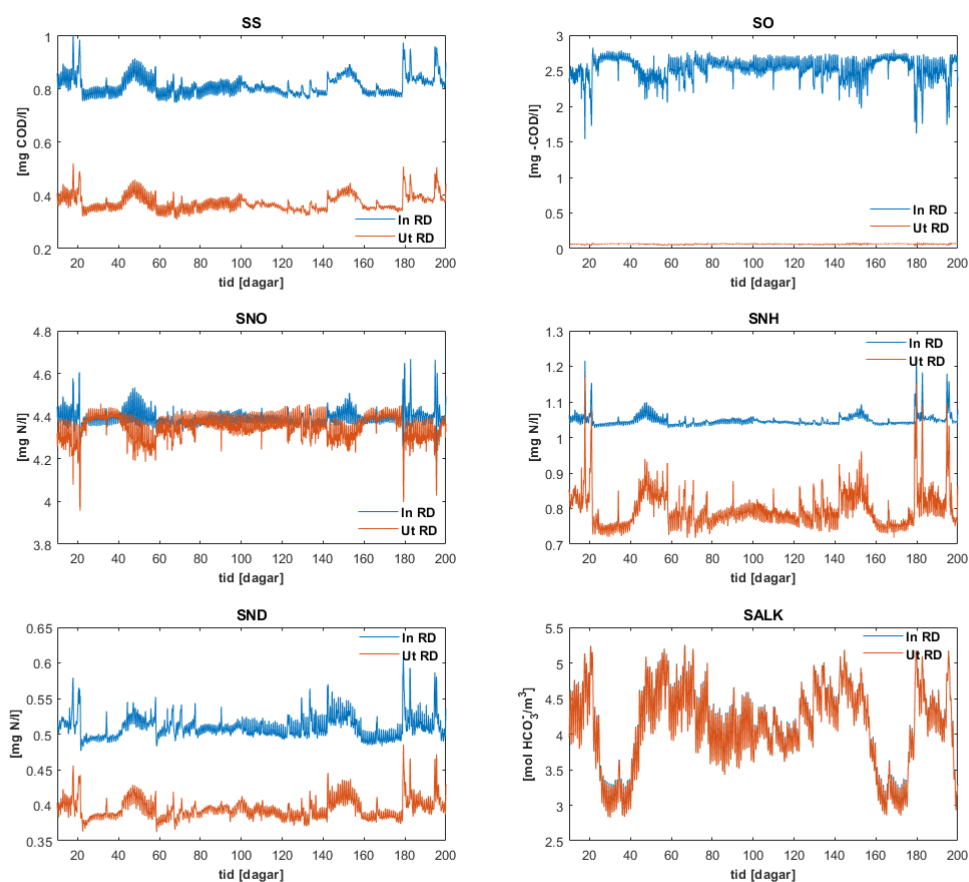 SS
1
0.8
0.6
0.4
0.2
[mg COD/l]
In RD
Ut RD
20 40 60 80 100 120 140 160 180 200
tid [dagar]
SO
3
2.5
2
1.5
1
0.5
0
[mg -COD/l]
In RD
Ut RD
20 40 60 80 100 120 140 160 180 200
tid [dagar]
SNO
4.8
4.6
4.4
4.2
4
3.8
[mg N/l]
In RD
Ut RD
20 40 60 80 100 120 140 160 180 200
tid [dagar]
SNH
1.3
1.2
1.1
1
0.9
0.8
0.7
[mg N/l]
In RD
Ut RD
20 40 60 80 100 120 140 160 180 200
tid [dagar]
SND
0.65
0.6
0.55
0.5
0.45
0.4
0.35
[mg N/l]
In RD
Ut RD
20 40 60 80 100 120 140 160 180 200
tid [dagar]
SALK
5.5
5
4.5
4
3.5
3
2.5
[mol HCO₃⁻/m³]
In RD
Ut RD
20 40 60 80 100 120 140 160 180 200
tid [dagar]